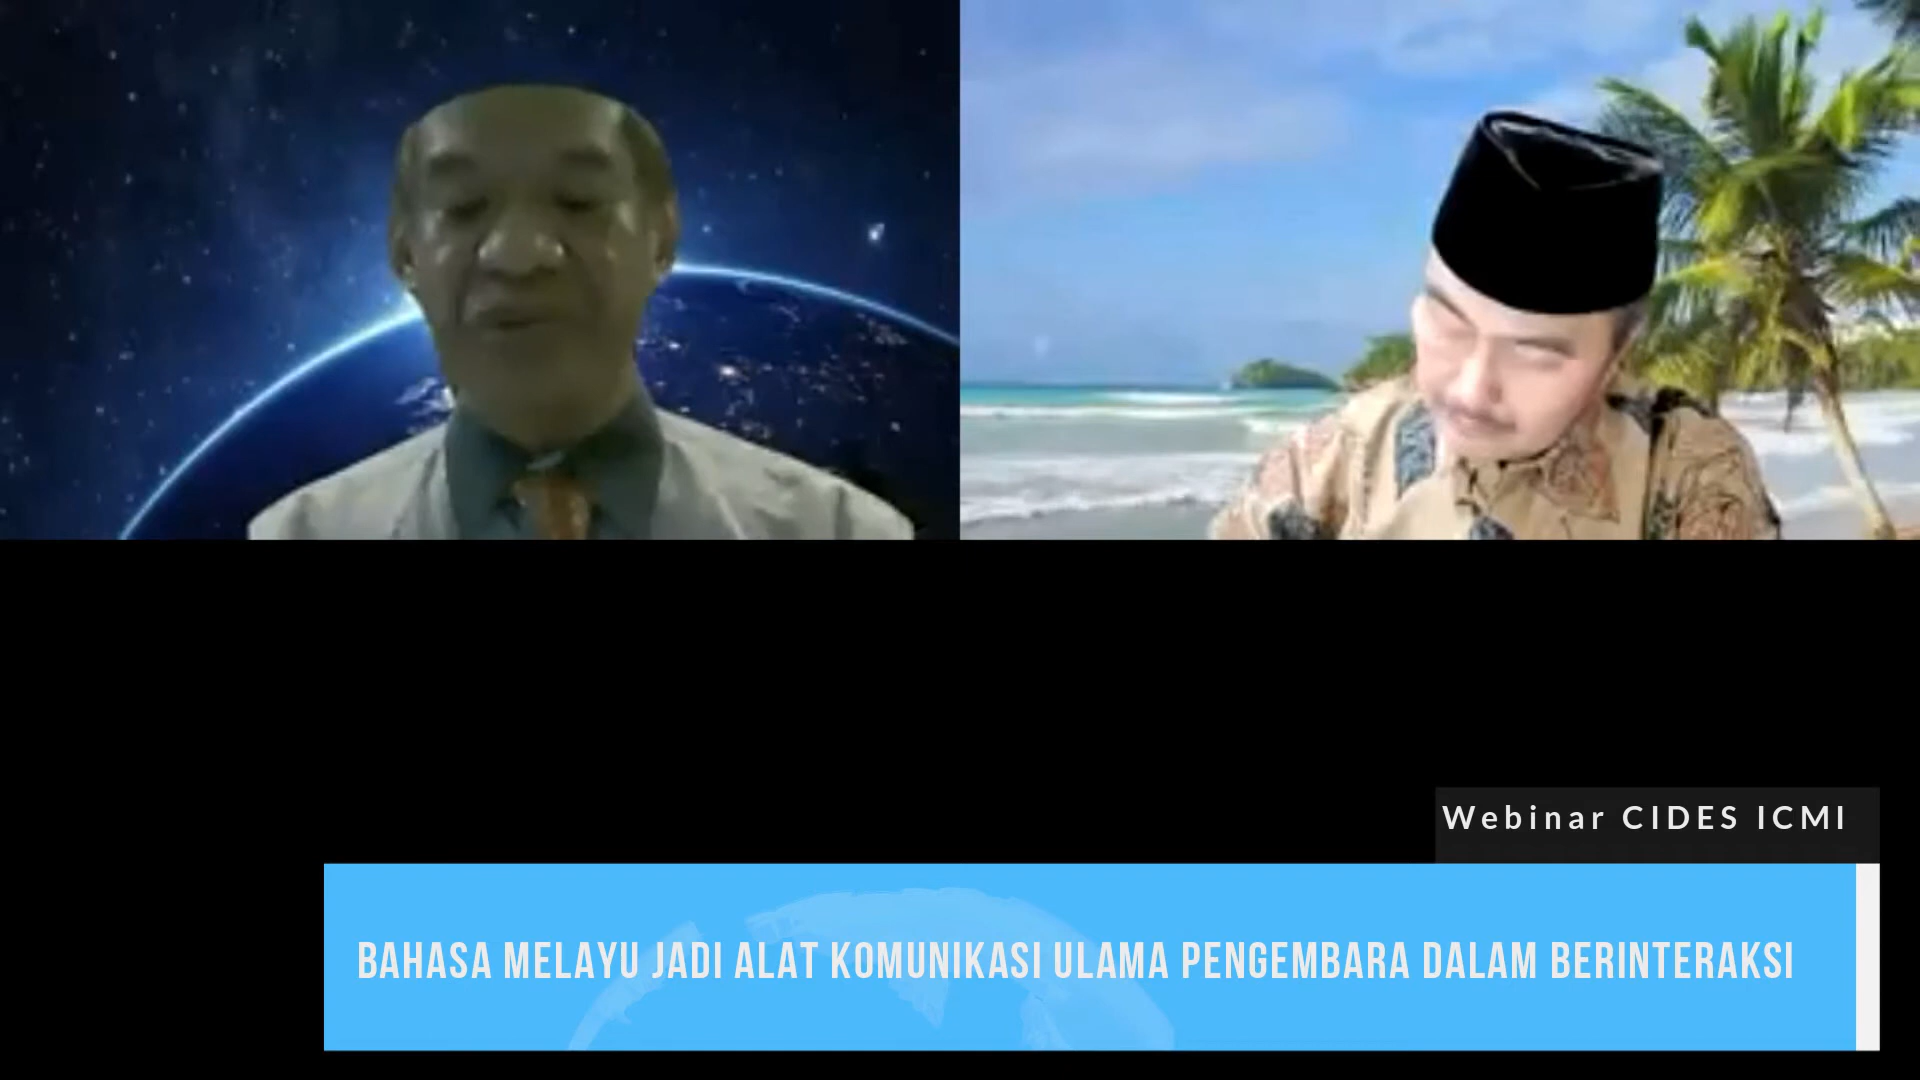 Webinar CIDES ICMI
BAHASA MELAYU JADI ALAT KOMUNIKASI ULAMA PENGEMBARA DALAM BERINTERAKSI